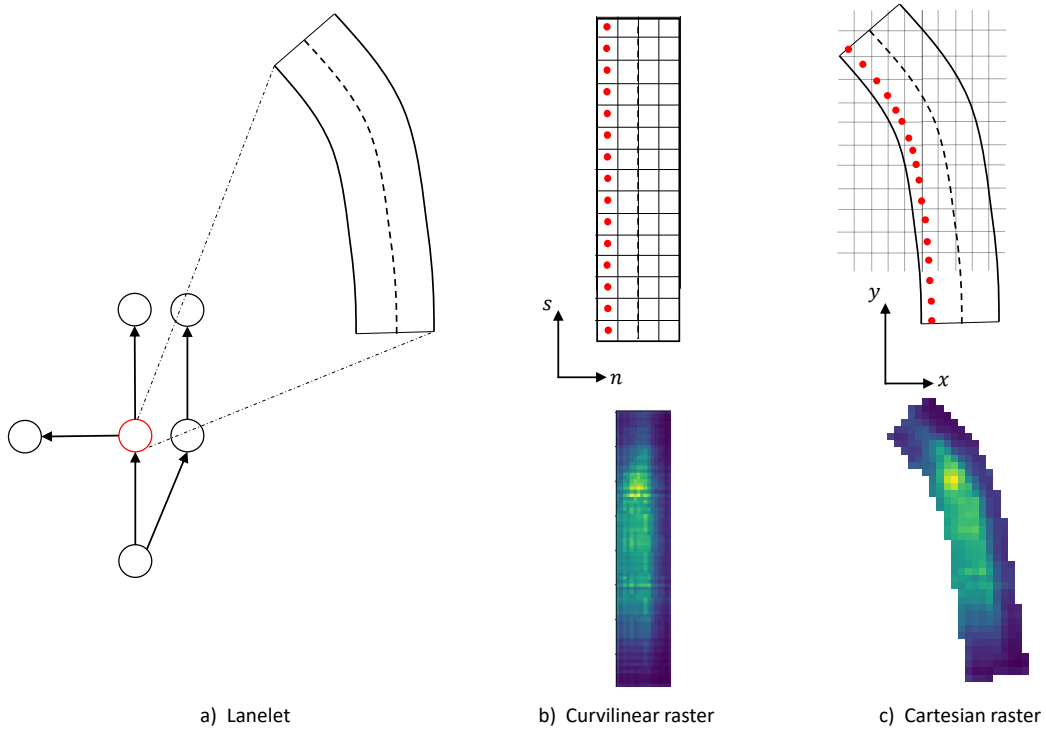 s
n
y
x
a) Lanelet
b) Curvilinear raster
c) Cartesian raster